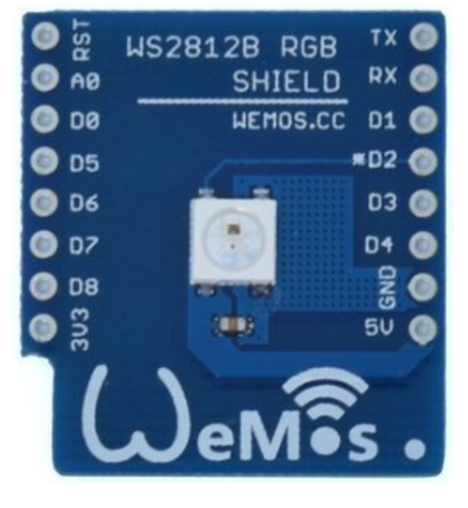 WS2812B RGB
SHIELD
WEMOS.CC
RST
A0
D0
D5
D6
D7
D8
3V3
TX
RX
D1
*D2
D3
D4
GND
5V
WeMos.